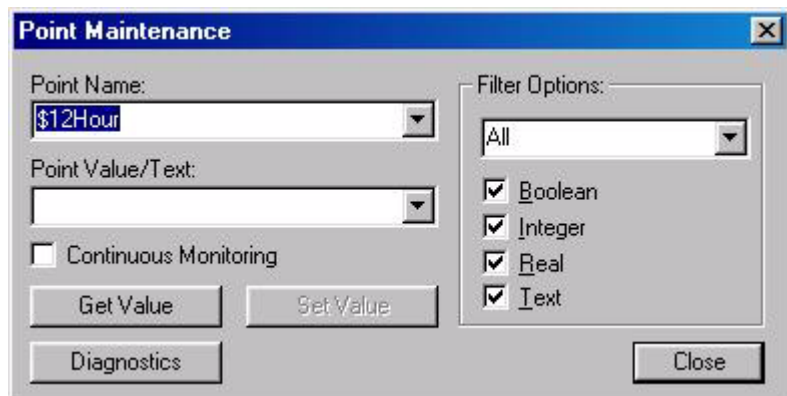 Point Maintenance
Point Name:
$12Hour
Point Value/Text:
Continuous Monitoring
Get Value
Set Value
Diagnostics
Filter Options:
All
Boolean
Integer
Real
Text
Close